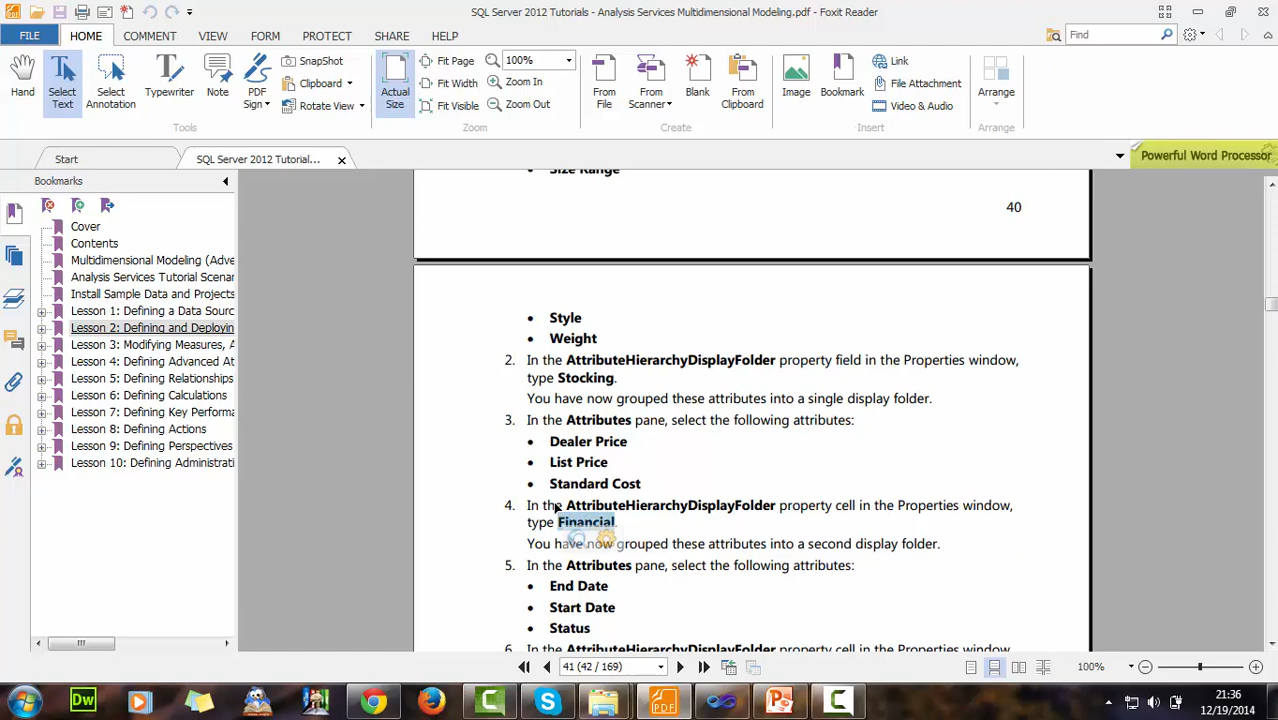 SQL Server 2012 Tutorials - Analysis Services Multidimensional Modeling.pdf - Foxit Reader
FILE HOME COMMENT VIEW FORM PROTECT SHARE HELP Find
Hand
Select Text
Select Annotation
Typewriter
Note
PDF Sign
SnapShot
Clipboard
Rotate View
Tools
Actual Size
Fit Page
Fit Width
Fit Visible
100%
Zoom In
Zoom Out
Zoom
From File
From Scanner
Blank
From Clipboard
Create
Image
Bookmark
Link
File Attachment
Video & Audio
Insert
Arrange
Arrange
Start
SQL Server 2012 Tutorial...
Powerful Word Processor
Bookmarks
Cover
Contents
Multidimensional Modeling (Adve
Analysis Services Tutorial Scenar
Install Sample Data and Projects
Lesson 1: Defining a Data Sourc
Lesson 2: Defining and Deployin
Lesson 3: Modifying Measures, A
Lesson 4: Defining Advanced At
Lesson 5: Defining Relationships
Lesson 6: Defining Calculations
Lesson 7: Defining Key Performa
Lesson 8: Defining Actions
Lesson 9: Defining Perspectives
Lesson 10: Defining Administrati
• Size Range
40
• Style
• Weight
2. In the AttributeHierarchyDisplayFolder property field in the Properties window,
type Stocking.
You have now grouped these attributes into a single display folder.
3. In the Attributes pane, select the following attributes:
• Dealer Price
• List Price
• Standard Cost
4. In the AttributeHierarchyDisplayFolder property cell in the Properties window,
type Financial.
You have now grouped these attributes into a second display folder.
5. In the Attributes pane, select the following attributes:
• End Date
• Start Date
• Status
6. In the AttributeHierarchyDisplayFolder property cell in the Properties window,
41 (42 / 169)
100%
Dw
21:36
12/19/2014